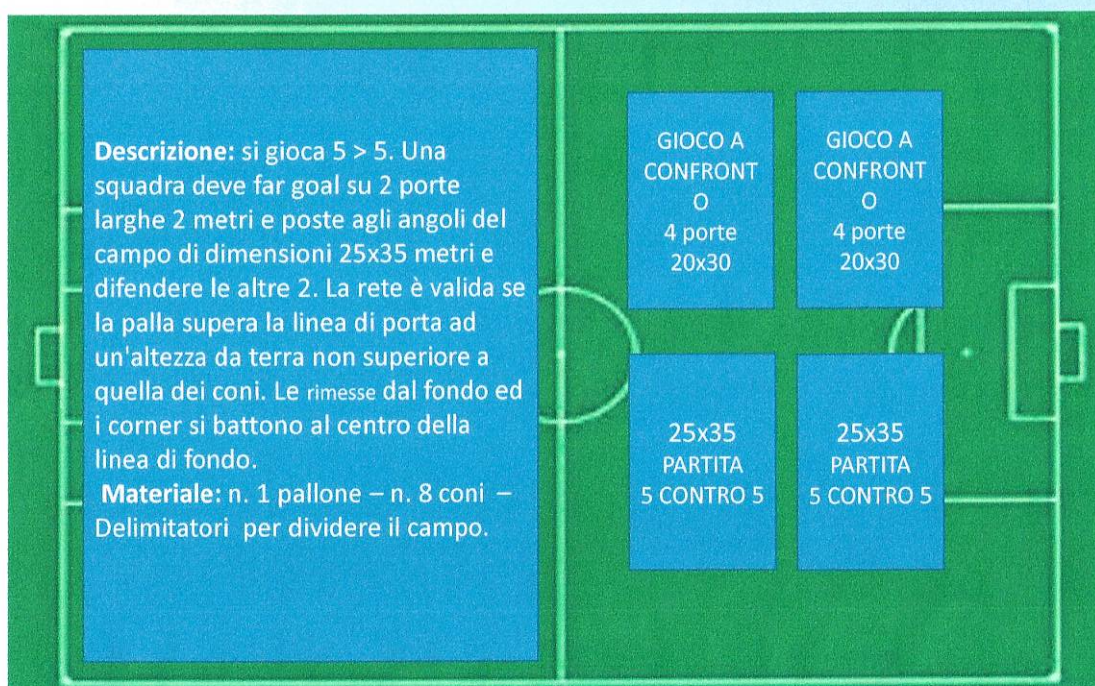 Descrizione: si gioca 5 > 5. Una
squadra deve far goal su 2 porte
larghe 2 metri e poste agli angoli del
campo di dimensioni 25x35 metri e
difendere le altre 2. La rete è valida se
la palla supera la linea di porta ad
un'altezza da terra non superiore a
quella dei coni. Le rimesse dal fondo ed
i corner si battono al centro della
linea di fondo.
Materiale: n. 1 pallone – n. 8 coni –
Delimitatori per dividere il campo.
GIOCO A
CONFRONT
O
4 porte
20x30
GIOCO A
CONFRONT
O
4 porte
20x30
25x35
PARTITA
5 CONTRO 5
25x35
PARTITA
5 CONTRO 5